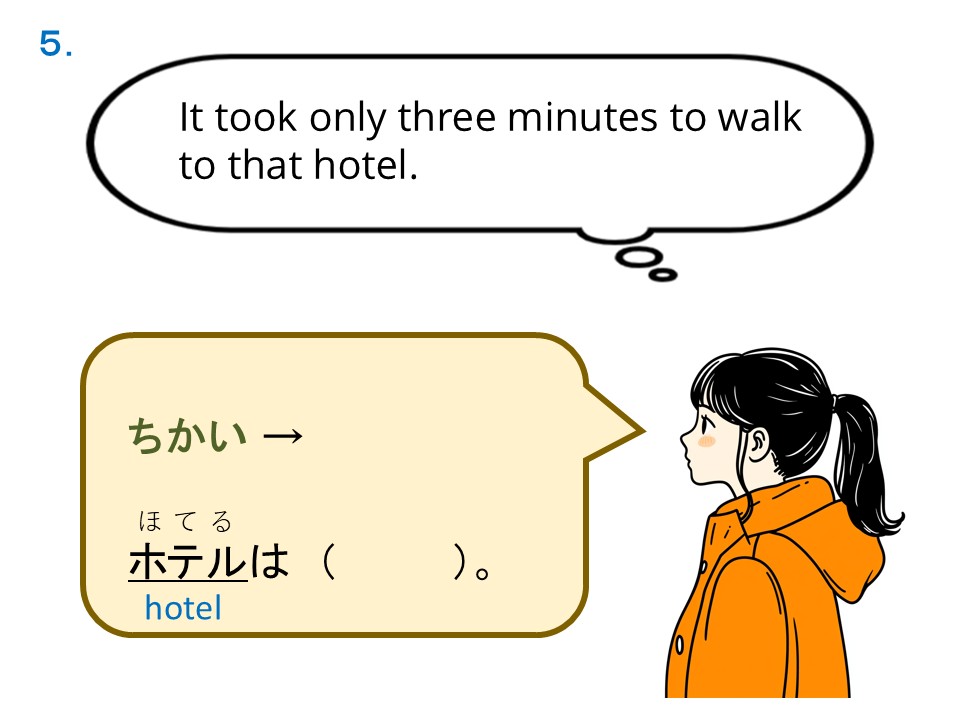 5.
It took only three minutes to walk
to that hotel.
ちかい →
ほてる
ホテルは （　　　）。
hotel